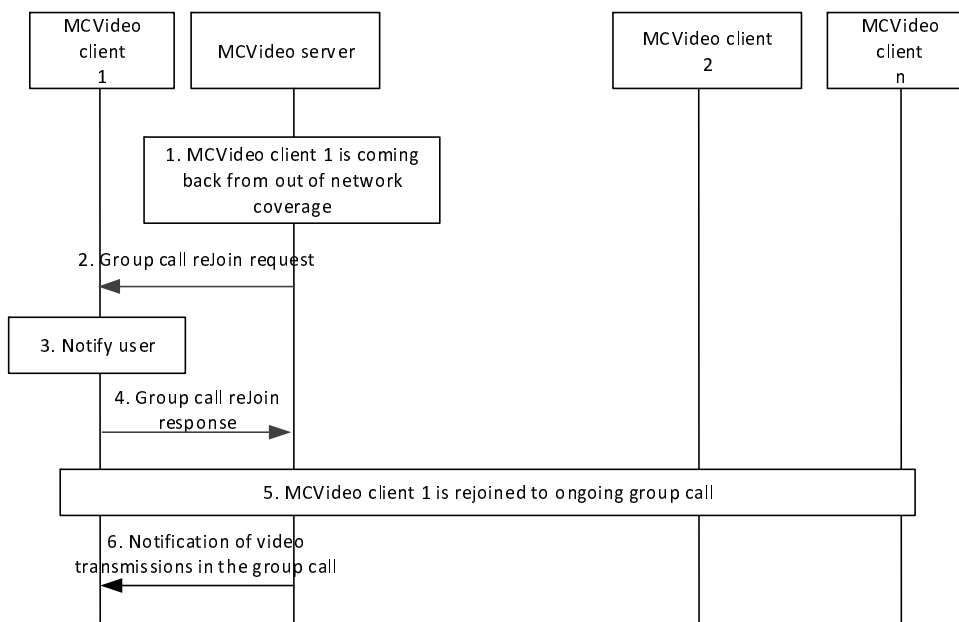 MCVideo
client
1
MCVideo server
MCVideo client
2
MCVideo
client
n
1. MCVideo client 1 is coming
back from out of network
coverage
2. Group call reJoin request
3. Notify user
4. Group call reJoin
response
5. MCVideo client 1 is rejoined to ongoing group call
6. Notification of video
transmissions in the group call